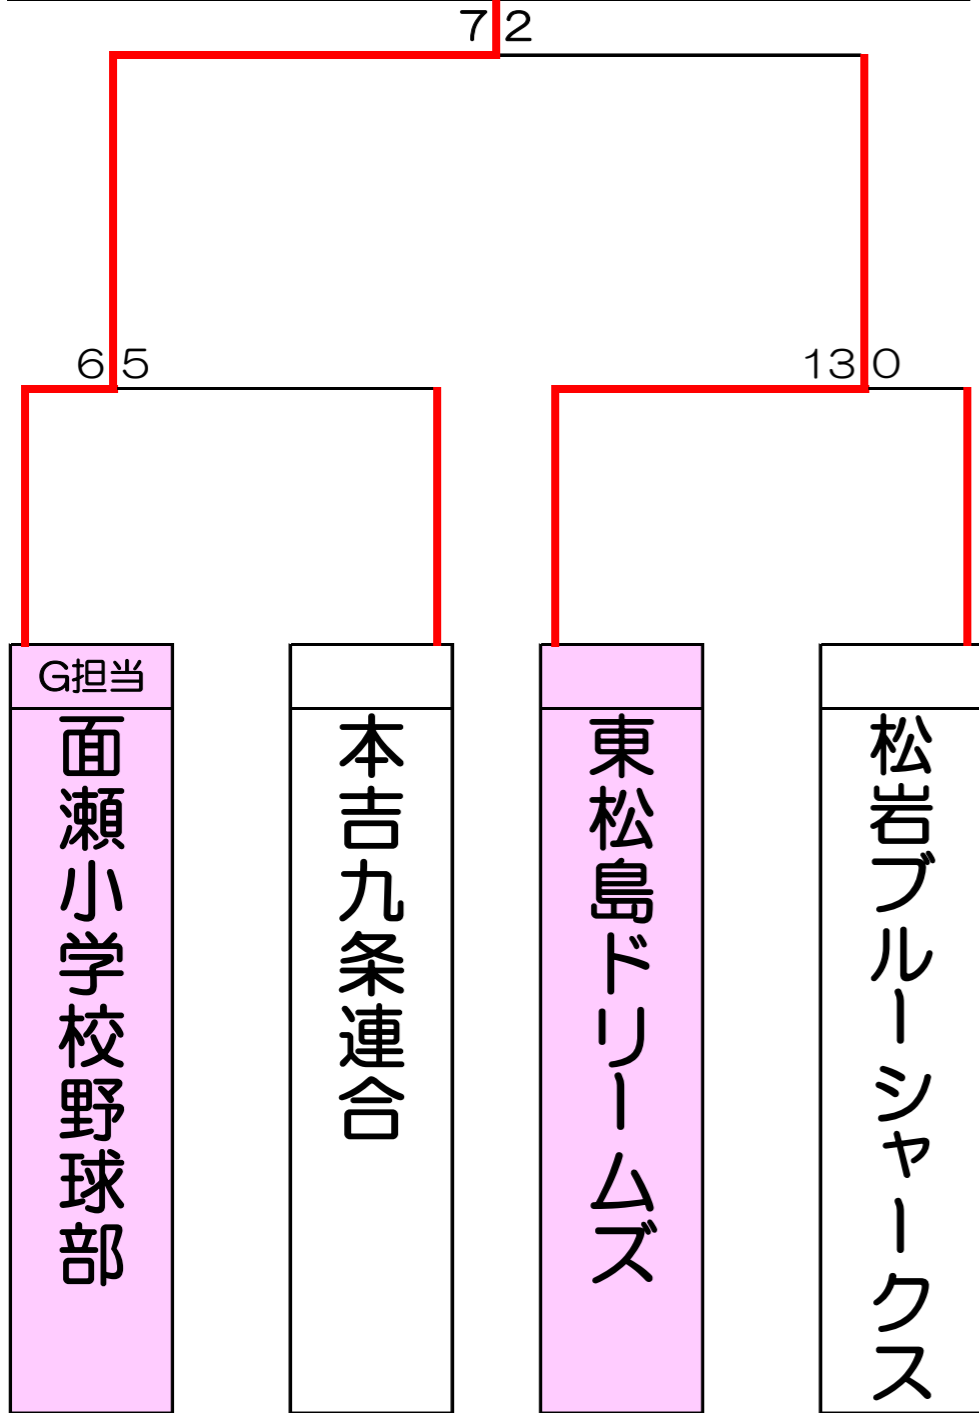 7 2
6 5
13 0
G担当
面瀬小学校野球部
本吉九条連合
東松島ドリームズ
松岩ブルーシャークス